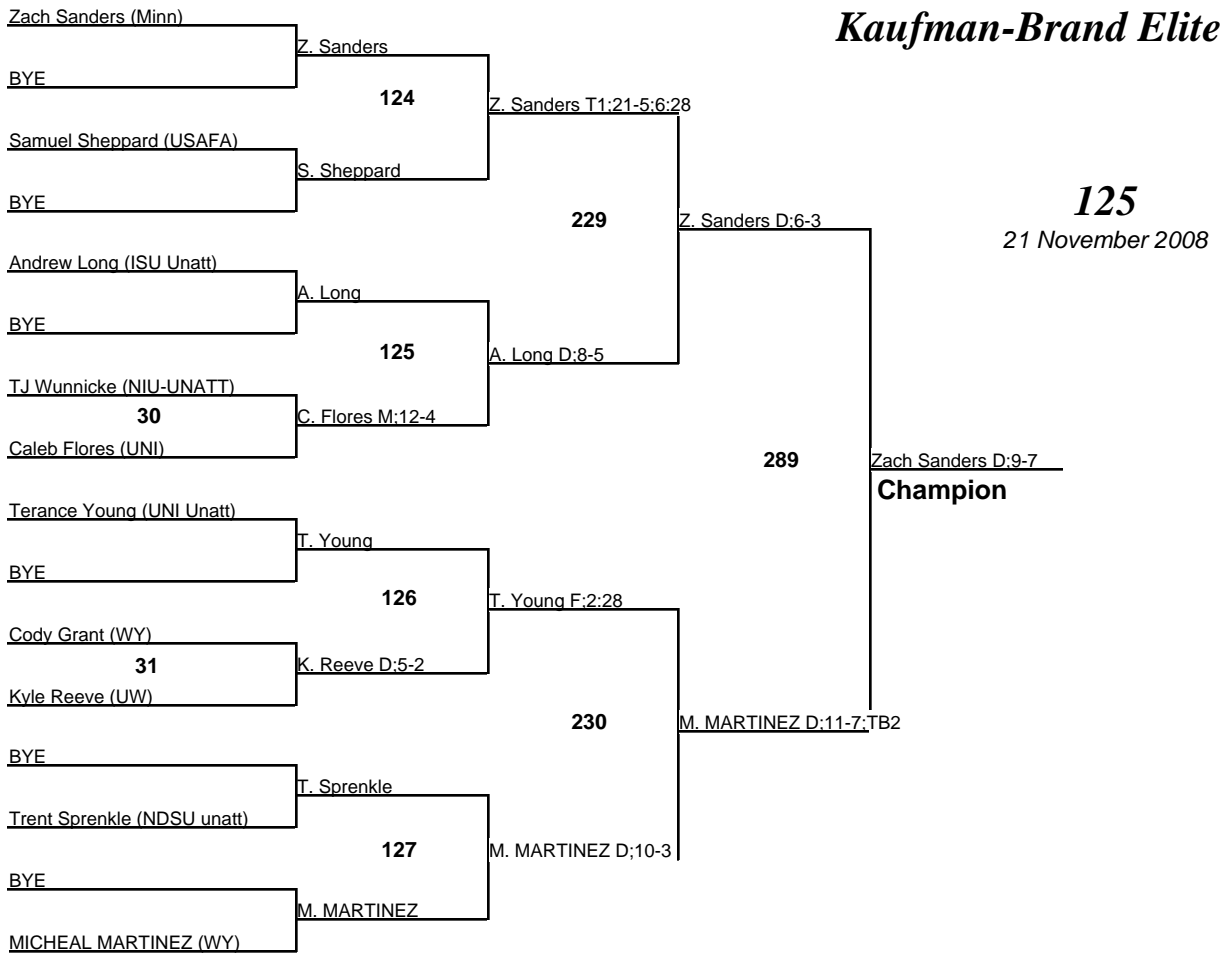 Kaufman-Brand Elite
125
21 November 2008
Zach Sanders (Minn)
Z. Sanders
BYE
124
Z. Sanders T1;21-5;6:28
Samuel Sheppard (USAFA)
S. Sheppard
BYE
229
Z. Sanders D;6-3
Andrew Long (ISU Unatt)
A. Long
BYE
125
A. Long D;8-5
TJ Wunnicke (NIU-UNATT)
30
C. Flores M;12-4
Caleb Flores (UNI)
289
Zach Sanders D;9-7
Champion
Terance Young (UNI Unatt)
T. Young
BYE
126
T. Young F;2:28
Cody Grant (WY)
31
K. Reeve D;5-2
Kyle Reeve (UW)
230
M. MARTINEZ D;11-7;TB2
BYE
T. Sprenkle
Trent Sprenkle (NDSU unatt)
127
M. MARTINEZ D;10-3
BYE
M. MARTINEZ
MICHEAL MARTINEZ (WY)